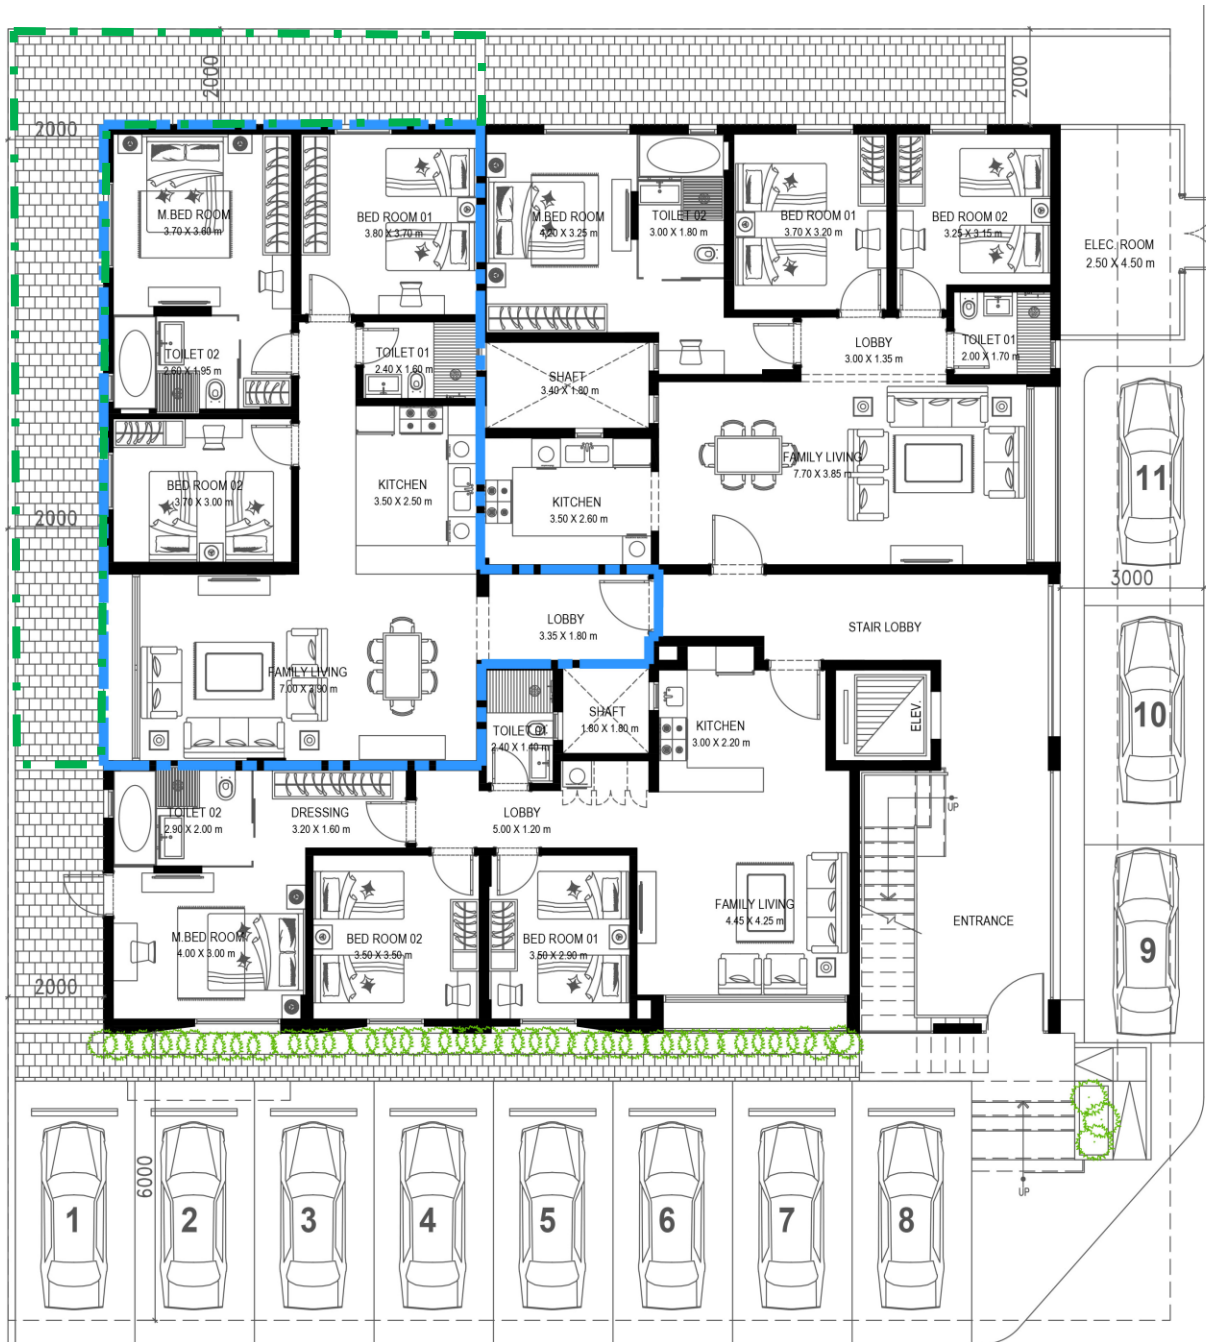 2000
2000
2000
M.BED ROOM
3.70 X 3.60 m
BED ROOM 01
3.80 X 3.70 m
M.BED ROOM
4.20 X 3.25 m
TOILET 02
3.00 X 1.80 m
BED ROOM 01
3.70 X 3.20 m
BED ROOM 02
3.25 X 3.15 m
ELEC. ROOM
2.50 X 4.50 m
TOILET 02
2.60 X 1.95 m
TOILET 01
2.40 X 1.60 m
SHAFT
3.40 X 1.80 m
LOBBY
3.00 X 1.35 m
TOILET 01
2.00 X 1.70 m
BED ROOM 02
3.70 X 3.00 m
KITCHEN
3.50 X 2.50 m
KITCHEN
3.50 X 2.60 m
FAMILY LIVING
7.70 X 3.85 m
11
2000
3000
LOBBY
3.35 X 1.80 m
STAIR LOBBY
FAMILY LIVING
7.00 X 3.90 m
TOILET 01
2.40 X 1.40 m
SHAFT
1.80 X 1.80 m
KITCHEN
3.00 X 2.20 m
ELEV.
10
TOILET 02
2.90 X 2.00 m
DRESSING
3.20 X 1.60 m
LOBBY
5.00 X 1.20 m
UP
M.BED ROOM
4.00 X 3.00 m
BED ROOM 02
3.50 X 3.50 m
BED ROOM 01
3.50 X 2.90 m
FAMILY LIVING
4.45 X 4.25 m
ENTRANCE
9
2000
6000
UP
1
2
3
4
5
6
7
8